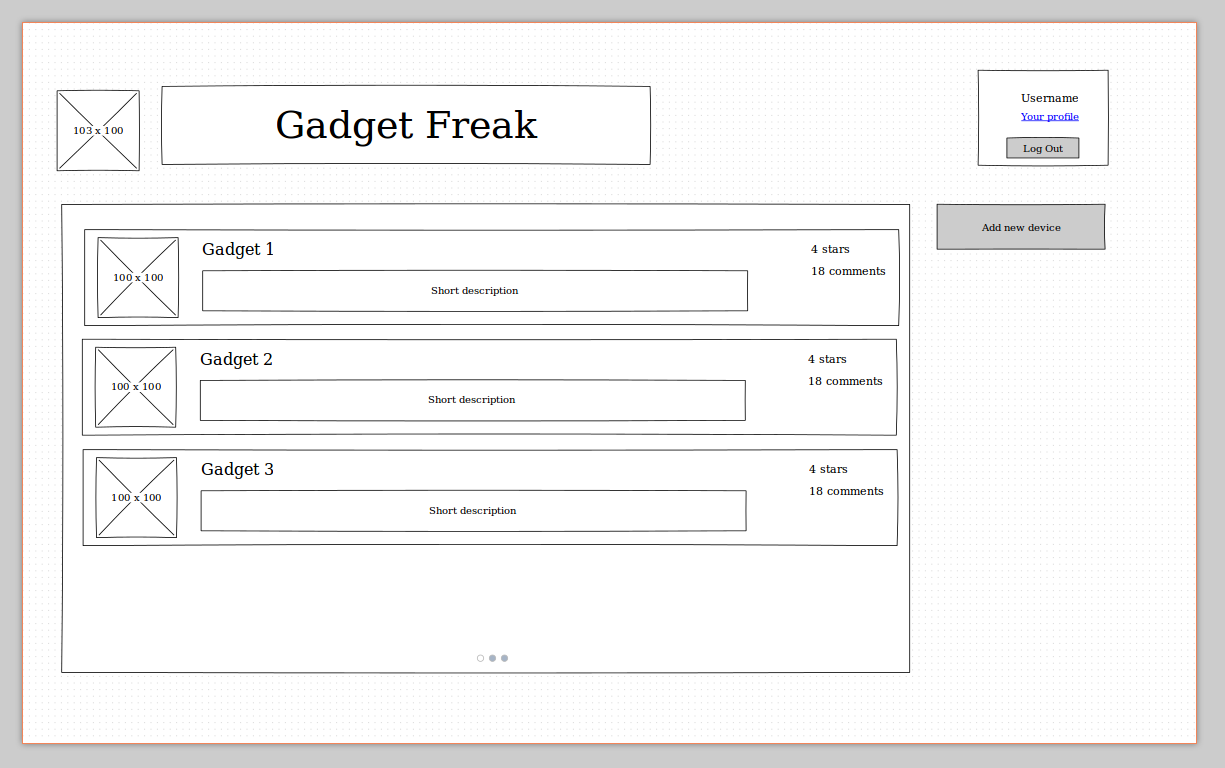 103 x 100
Gadget Freak
Username
Your profile
Log Out
Add new device
100 x 100
Gadget 1
Short description
4 stars
18 comments
100 x 100
Gadget 2
Short description
4 stars
18 comments
100 x 100
Gadget 3
Short description
4 stars
18 comments